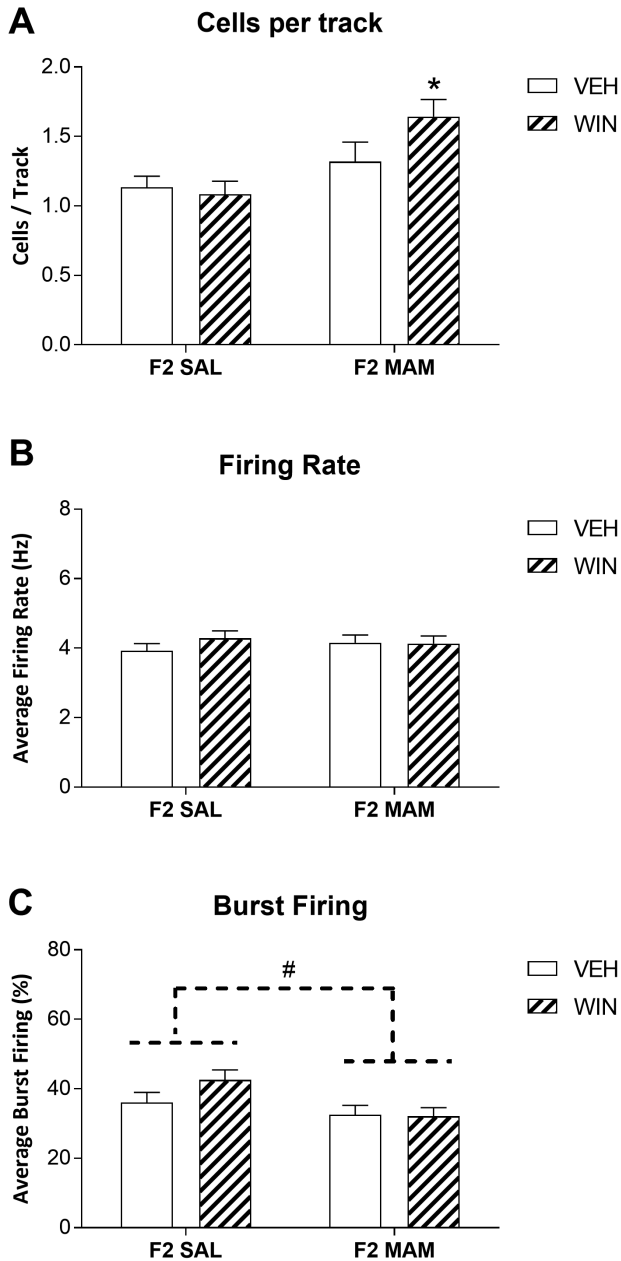 A
Cells per track
Cells / Track
2.0
1.5
1.0
0.5
0.0
*
VEH
WIN
F2 SAL
F2 MAM
B
Firing Rate
Average Firing Rate (Hz)
8
6
4
2
0
VEH
WIN
F2 SAL
F2 MAM
C
Burst Firing
Average Burst Firing (%)
80
60
40
20
0
#
VEH
WIN
F2 SAL
F2 MAM